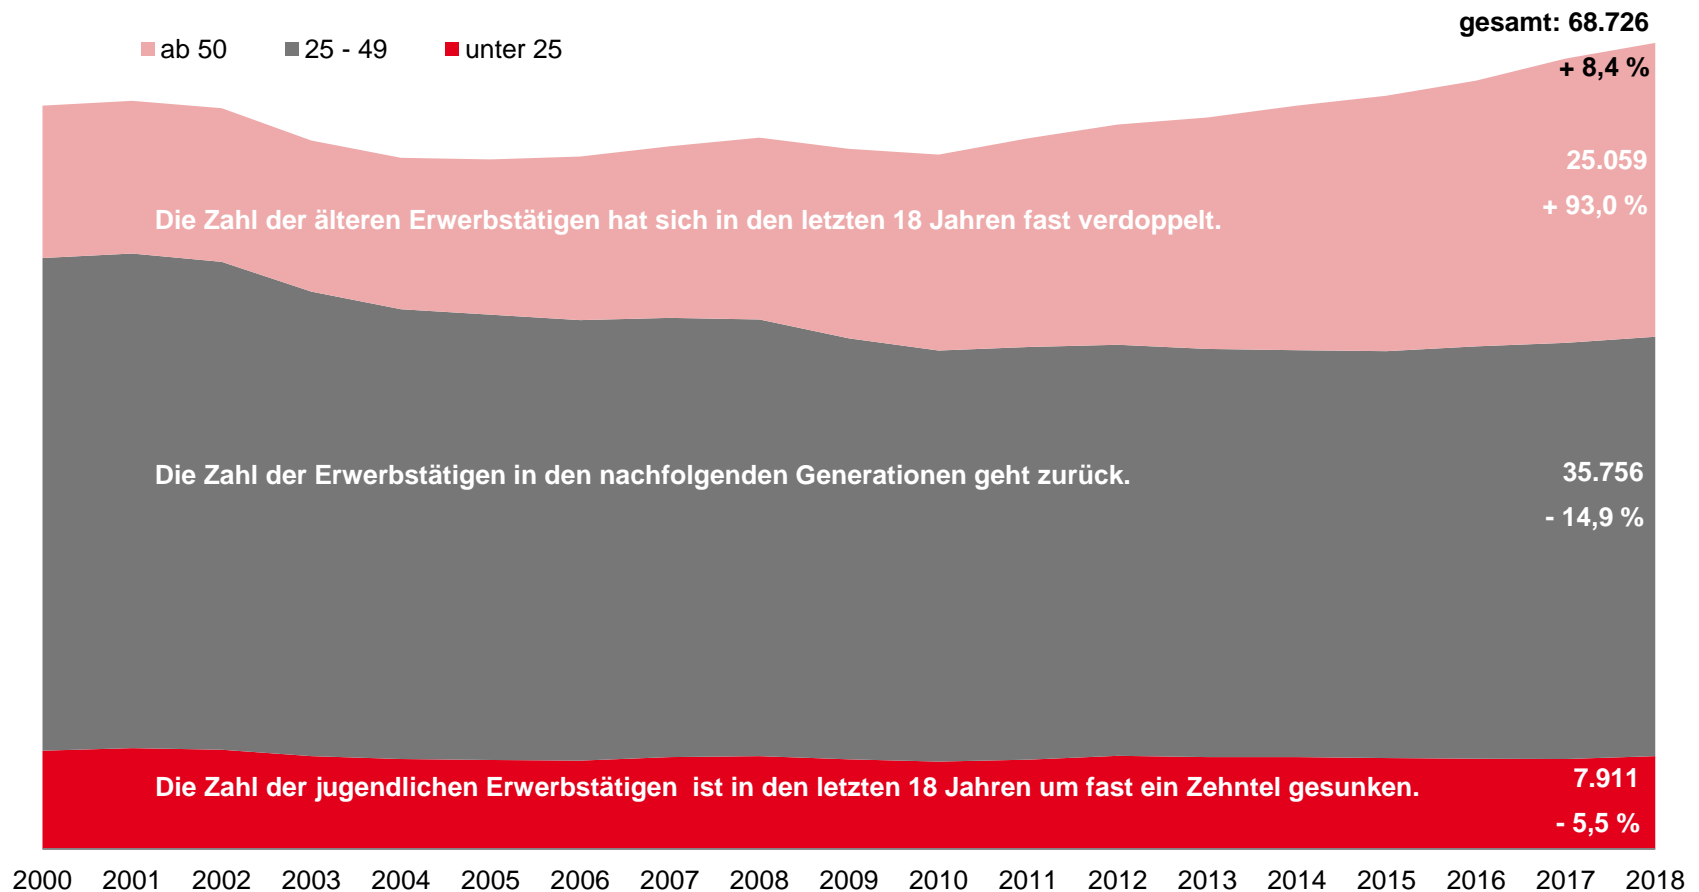 gesamt: 68.726
ab 50 25 - 49 unter 25
+ 8,4 %
25.059
+ 93,0 %
Die Zahl der älteren Erwerbstätigen hat sich in den letzten 18 Jahren fast verdoppelt.
Die Zahl der Erwerbstätigen in den nachfolgenden Generationen geht zurück.
35.756
- 14,9 %
Die Zahl der jugendlichen Erwerbstätigen  ist in den letzten 18 Jahren um fast ein Zehntel gesunken.
7.911
- 5,5 %
2000 2001 2002 2003 2004 2005 2006 2007 2008 2009 2010 2011 2012 2013 2014 2015 2016 2017 2018